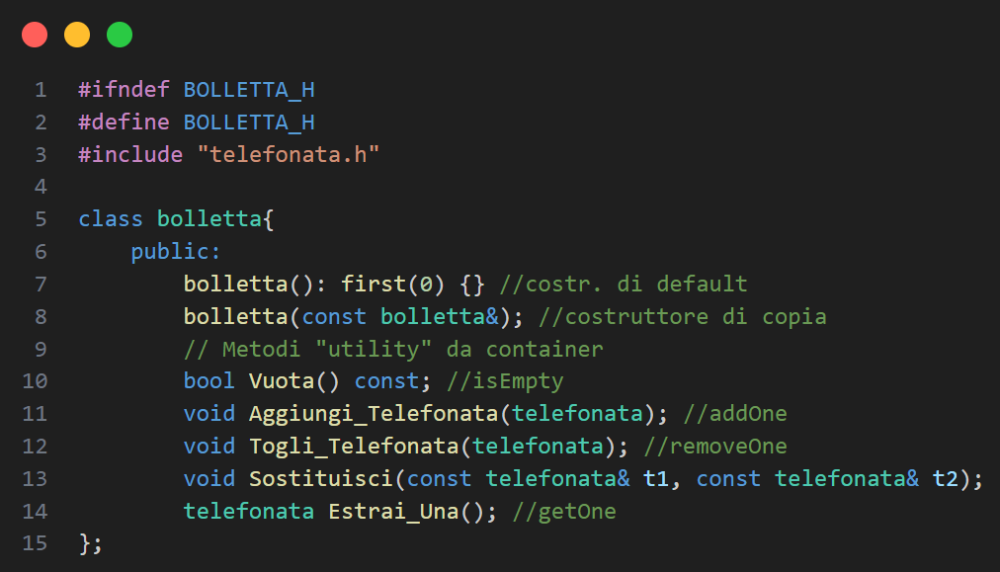 1 #ifndef BOLLETTA_H
2 #define BOLLETTA_H
3 #include "telefonata.h"
4
5 class bolletta{
6     public:
7         bolletta(): first(0) {} //costr. di default
8         bolletta(const bolletta&); //costruttore di copia
9         // Metodi "utility" da container
10         bool Vuota() const; //isEmpty
11         void Aggiungi_Telefonata(telefonata); //addOne
12         void Togli_Telefonata(telefonata); //removeOne
13         void Sostituisci(const telefonata& t1, const telefonata& t2);
14         telefonata Estrai_Una(); //getOne
15 };